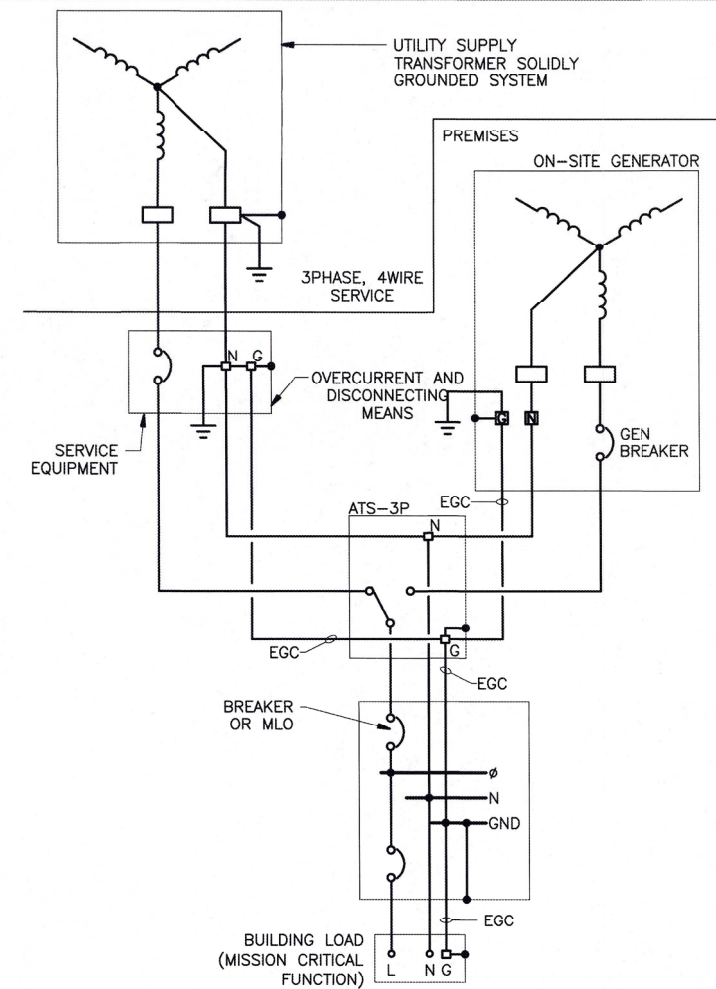 UTILITY SUPPLY
TRANSFORMER SOLIDLY
GROUNDED SYSTEM
PREMISES
ON-SITE GENERATOR
3PHASE, 4WIRE
SERVICE
N G
OVERCURRENT AND
DISCONNECTING
MEANS
SERVICE
EQUIPMENT
G N
GEN
BREAKER
EGC
ATS-3P
N
EGC
G
EGC
BREAKER
OR MLO
ø
N
GND
EGC
BUILDING LOAD
(MISSION CRITICAL
FUNCTION)
L N G